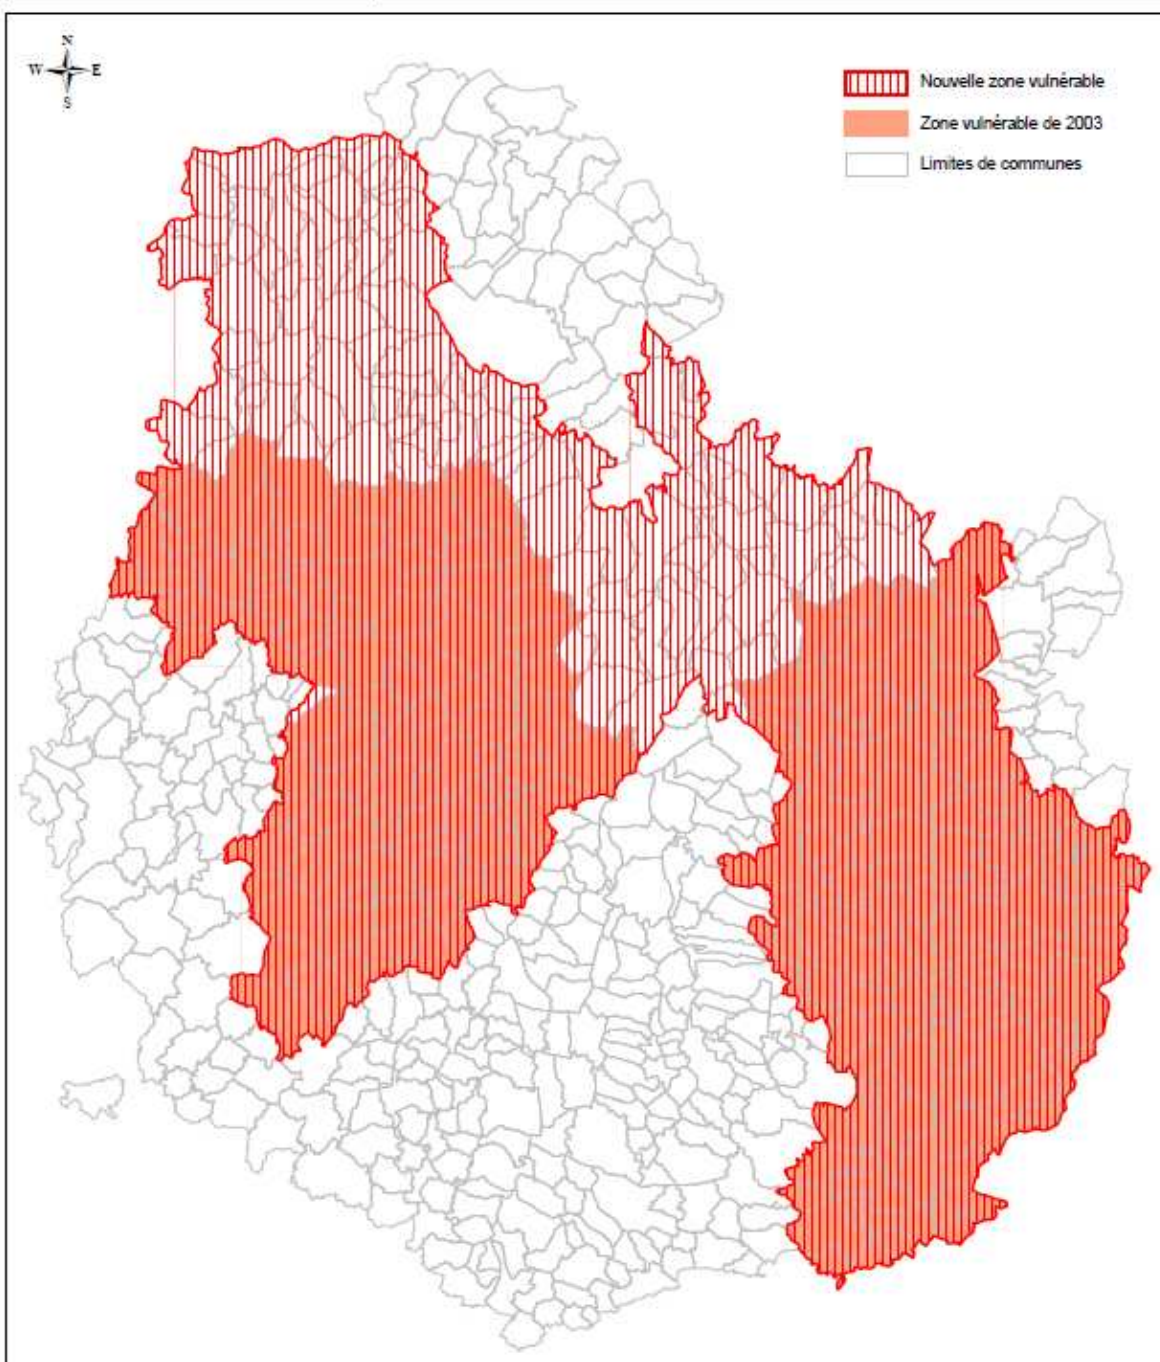 N
W E
S
Nouvelle zone vulnérable
Zone vulnérable de 2003
Limites de communes